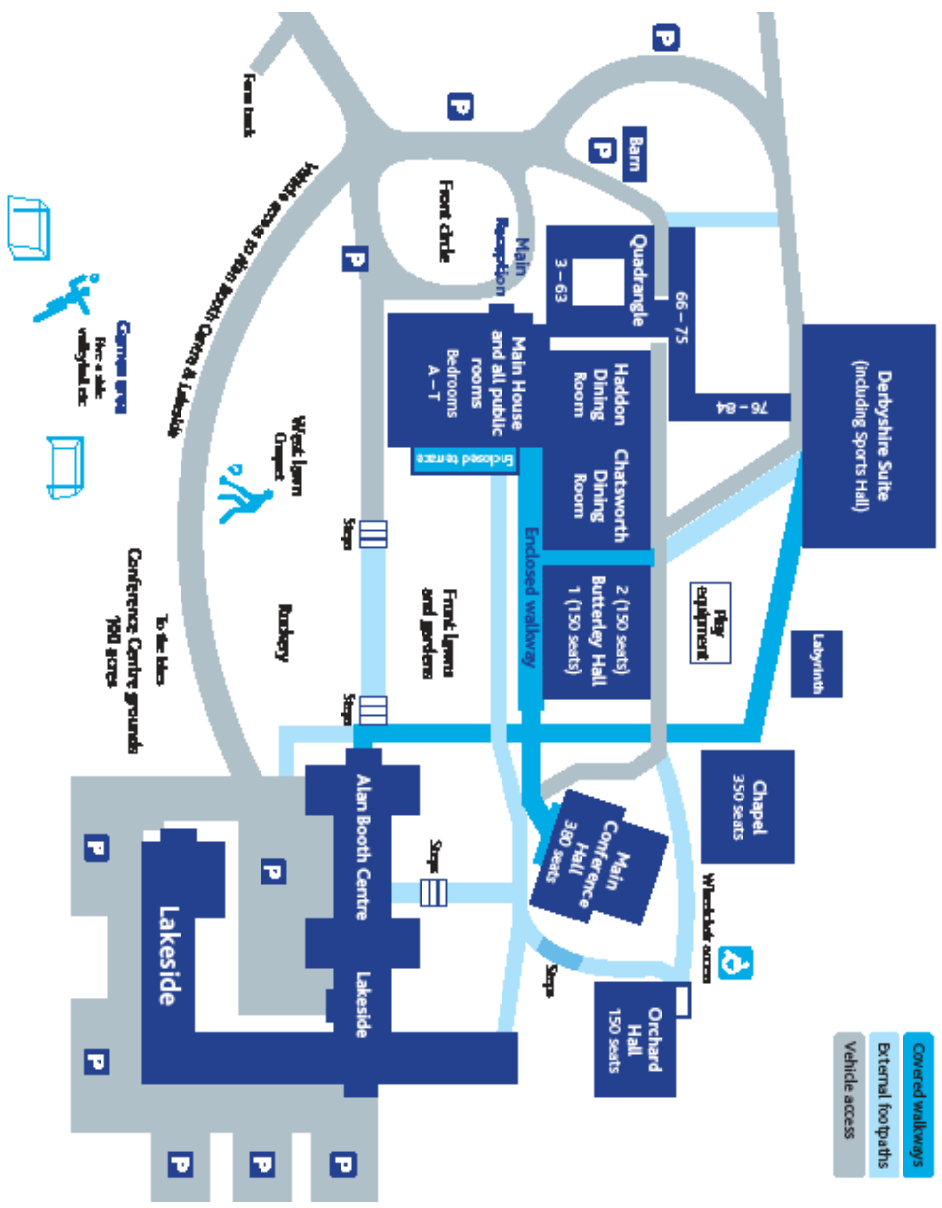 Covered walkways
External footpaths
Vehicle access
Derbyshire Suite
(including Sports Hall)
Labyrinth
Chapel
350 seats
Wheelchair access
P
Barn
P
76 – 84
66 – 75
Quadrangle
3 – 63
Play
equipment
Haddon
Dining
Room
Chatsworth
Dining
Room
2 (150 seats)
Butterley Hall
1 (150 seats)
Main
Conference
Hall
380 seats
Orchard
Hall
150 seats
Steps
Main
Reception
Enclosed walkway
Main House
and all public
rooms
Bedrooms
A – T
Enclosed terrace
P
Front circle
Front lawns
and gardens
Steps
P
Steps
Steps
Alan Booth Centre
Lakeside
P
Vehicle access to Alan Booth Centre & Lakeside
West lawn
Croquet
Rookery
P
P
Farm track
Lakeside
P
To the lakes
Conference Centre grounds
100 acres
Games area
Five-a-side
volleyball etc
P
P
P